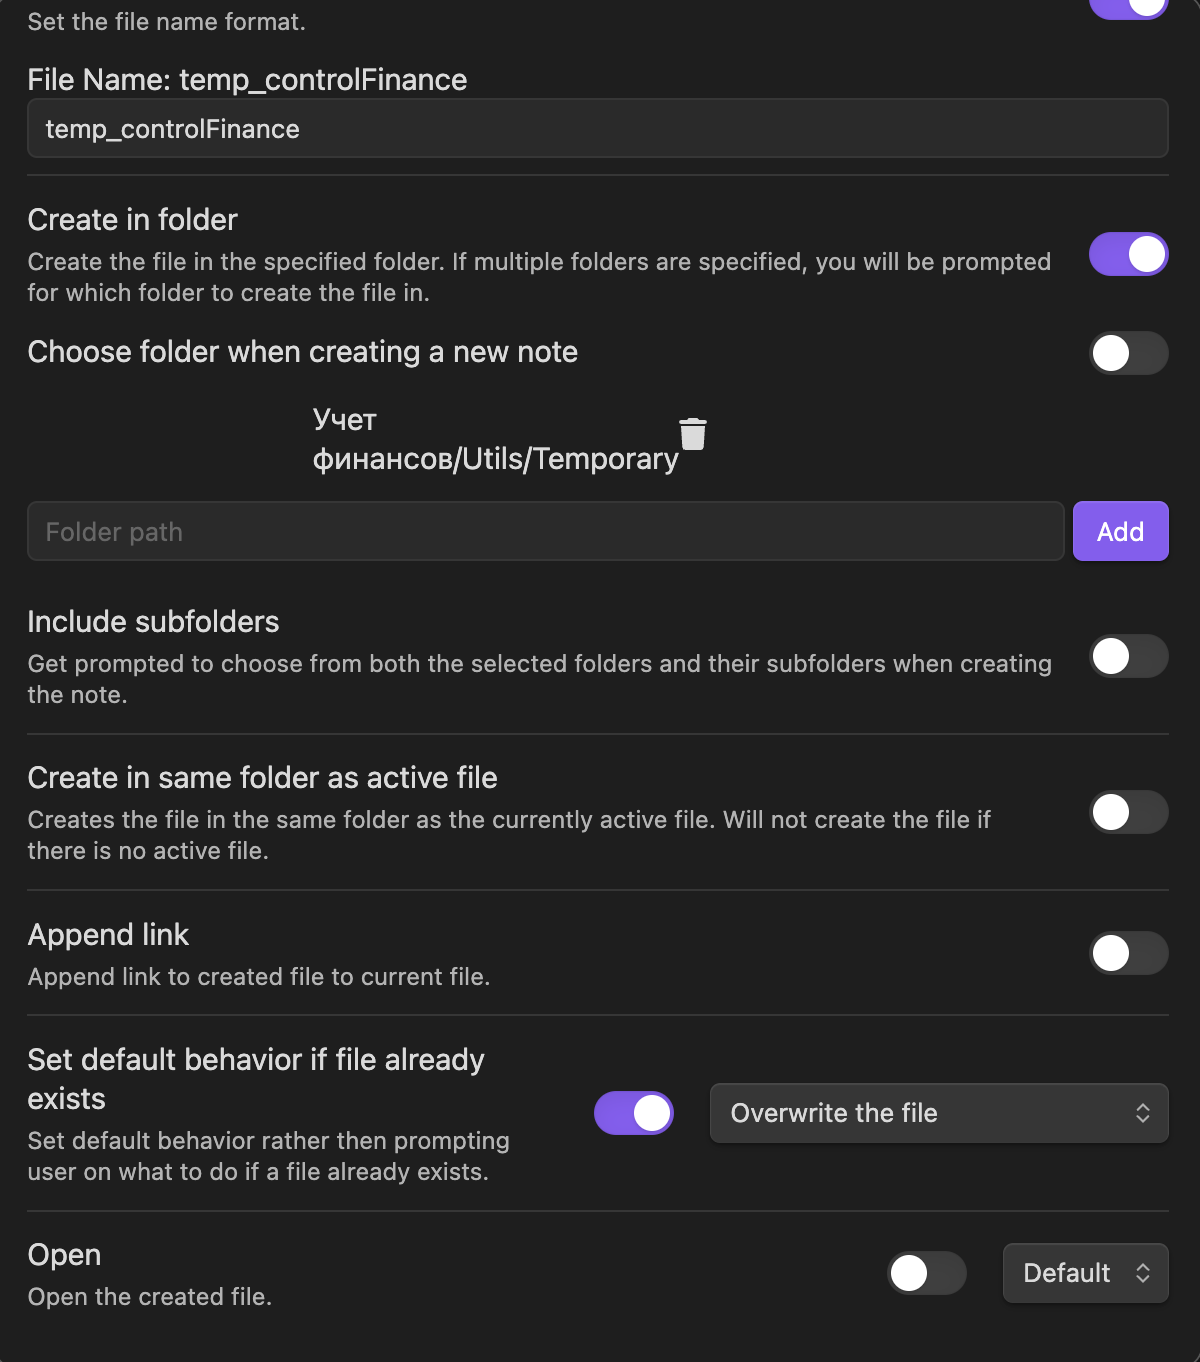 Set the file name format.
File Name: temp_controlFinance
temp_controlFinance
Create in folder
Create the file in the specified folder. If multiple folders are specified, you will be prompted
for which folder to create the file in.
Choose folder when creating a new note
Учет
финансов/Utils/Temporary
Folder path
Add
Include subfolders
Get prompted to choose from both the selected folders and their subfolders when creating
the note.
Create in same folder as active file
Creates the file in the same folder as the currently active file. Will not create the file if
there is no active file.
Append link
Append link to created file to current file.
Set default behavior if file already
exists
Set default behavior rather then prompting
user on what to do if a file already exists.
Overwrite the file
Open
Open the created file.
Default